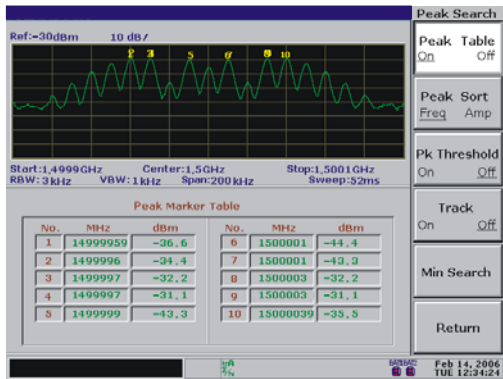 Peak Search
Ref:-30dBm 10 dB/
2 3 5 6 8 9 10
Peak Table
On Off
Peak Sort
Freq Amp
Start:1,4999GHz Center:1,5GHz Stop:1,5001GHz
RBW:3kHz VBW:1kHz Span:200kHz Sweep:52ms
Pk Threshold
On Off
Peak Marker Table
Track
On Off
No. MHz dBm No. MHz dBm
1 14999959 -36,6 6 1500001 -44,4
2 1499996 -34,4 7 1500001 -43,3
3 1499997 -32,2 8 1500003 -32,2
4 1499997 -31,1 9 1500003 -31,1
5 1499999 -43,3 10 15000039 -35,5
Min Search
Return
Feb 14, 2006
TUE 12:34:24